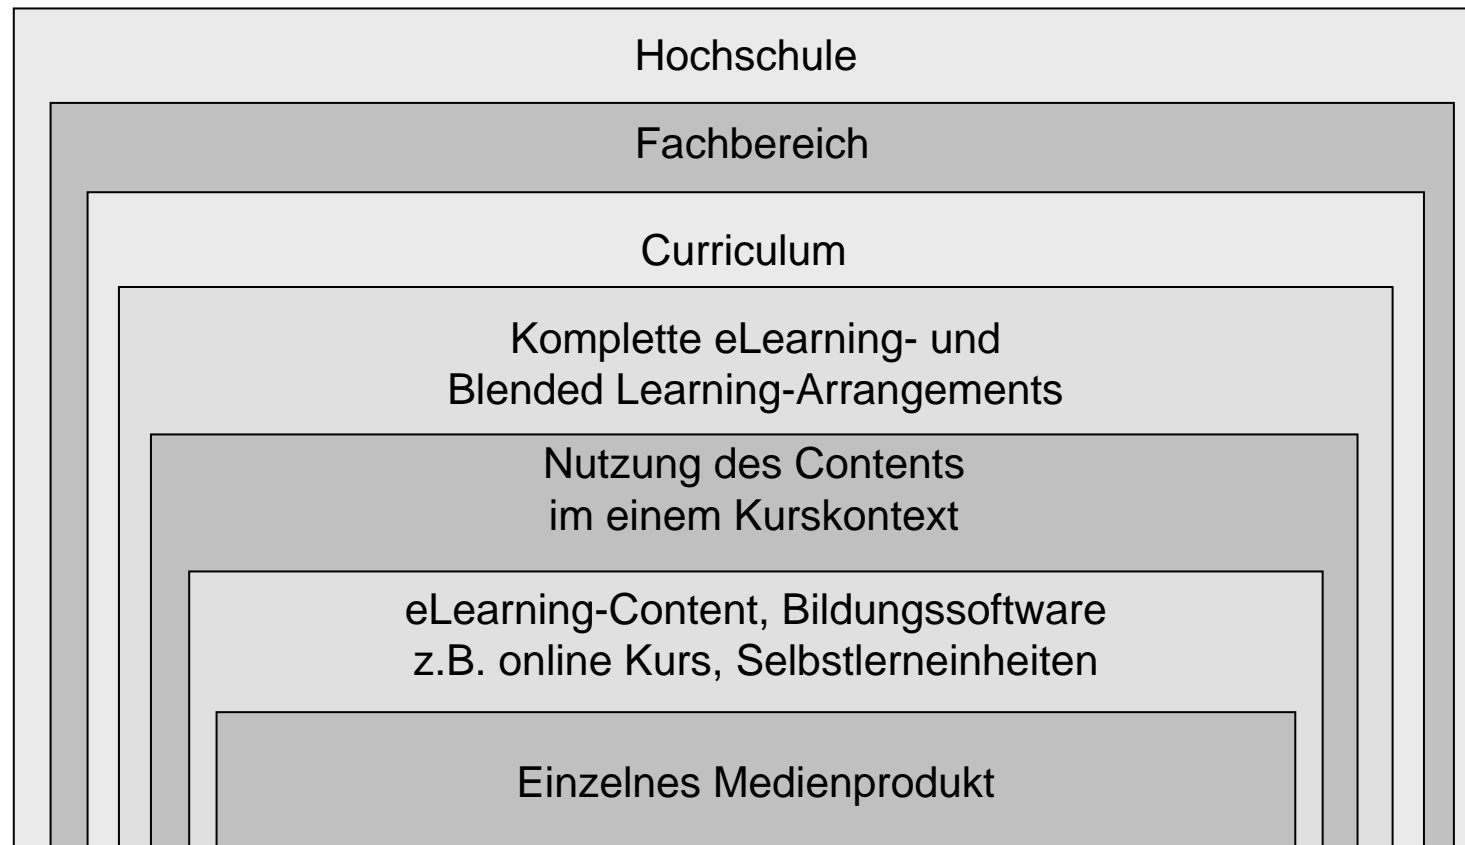 Hochschule
Fachbereich
Curriculum
Komplette eLearning- und
Blended Learning-Arrangements
Nutzung des Contents
im einem Kurskontext
eLearning-Content, Bildungssoftware
z.B. online Kurs, Selbstlerneinheiten
Einzelnes Medienprodukt